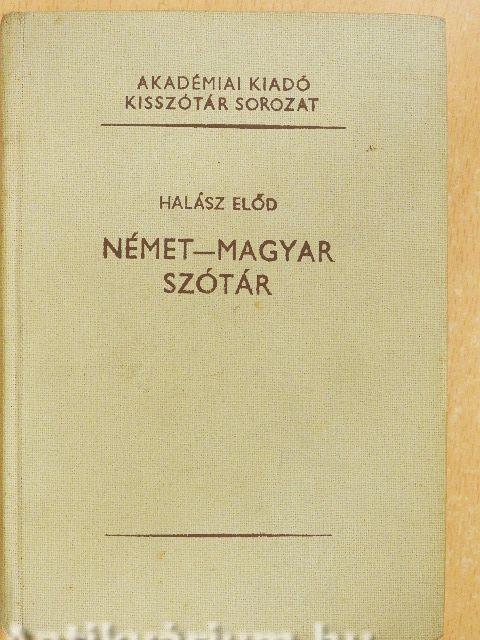 AKADÉMIAI KIADÓ
KISSZÓTÁR SOROZAT
HALÁSZ ELŐD
NÉMET—MAGYAR
SZÓTÁR